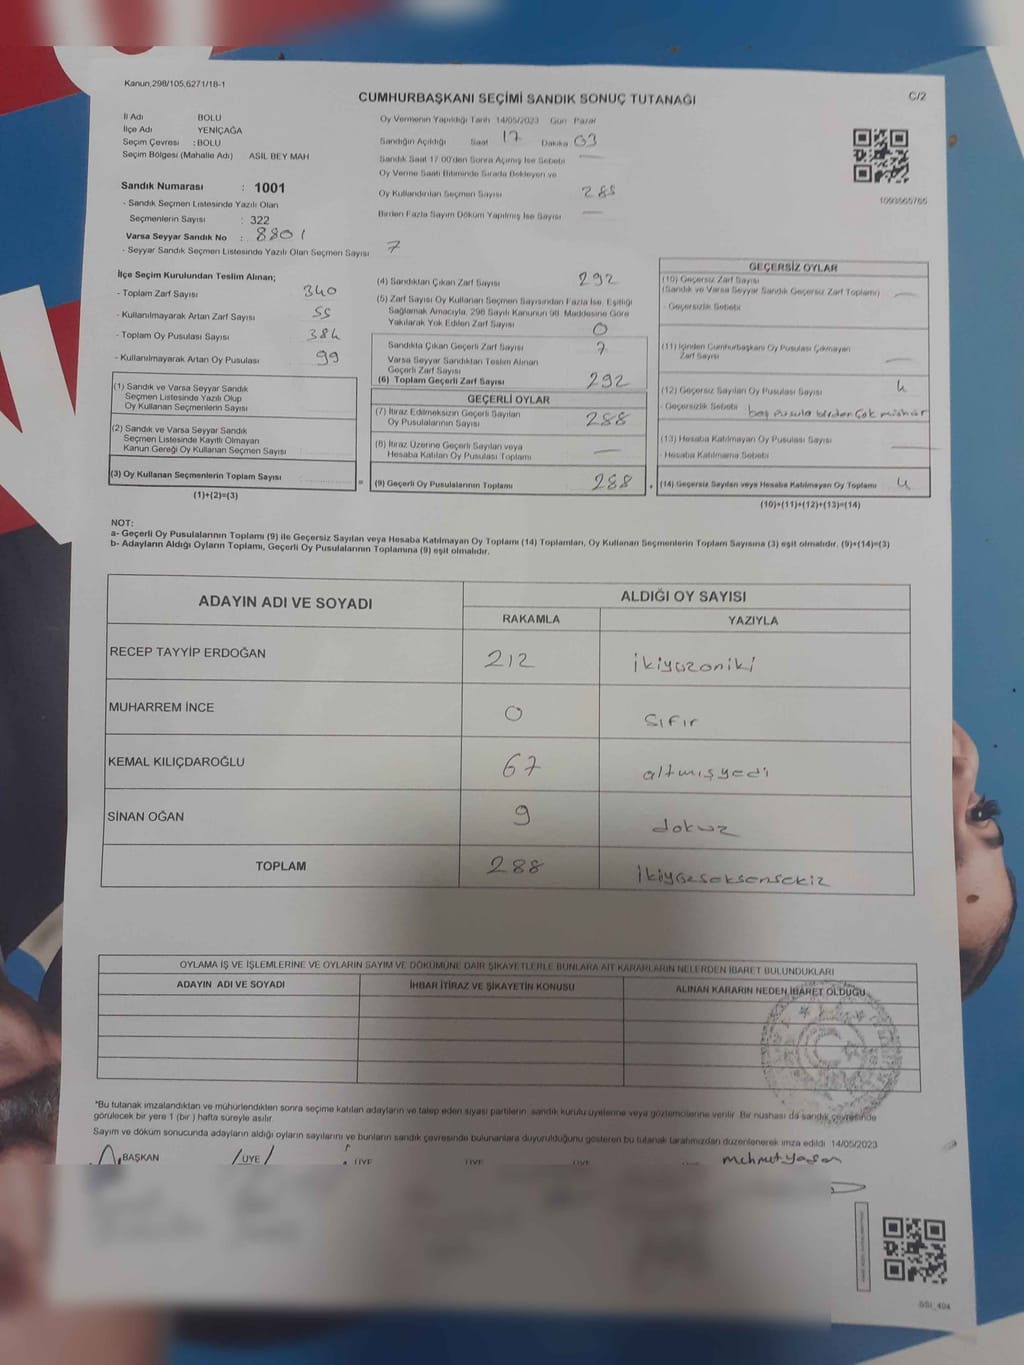 Kanun,298/105,6271/18-1
CUMHURBAŞKANI SEÇİMİ SANDIK SONUÇ TUTANAĞI
C/2
İl Adı BOLU
İlçe Adı YENİÇAĞA
Seçim Çevresi : BOLU
Seçim Bölgesi (Mahalle Adı) ASIL BEY MAH
Sandık Numarası : 1001
- Sandık Seçmen Listesinde Yazılı Olan
Seçmenlerin Sayısı : 322
Varsa Seyyar Sandık No : 8801
- Seyyar Sandık Seçmen Listesinde Yazılı Olan Seçmen Sayısı 7
Oy Vermenin Yapıldığı Tarih 14/05/2023 Gün Pazar
Sandığın Açıldığı Saat 17 Dakika 03
Sandık Saat 17.00'den Sonra Açılmış İse Sebebi —
Oy Verme Saati Bitiminde Sırada Bekleyen ve
Oy Kullandırılan Seçmen Sayısı 285
Birden Fazla Sayım Döküm Yapılmış İse Sayısı —
1093565765
İlçe Seçim Kurulundan Teslim Alınan;
- Toplam Zarf Sayısı 340
- Kullanılmayarak Artan Zarf Sayısı 55
- Toplam Oy Pusulası Sayısı 384
- Kullanılmayarak Artan Oy Pusulası 99
(1) Sandık ve Varsa Seyyar Sandık
Seçmen Listesinde Yazılı Olup
Oy Kullanan Seçmenlerin Sayısı
(2) Sandık ve Varsa Seyyar Sandık
Seçmen Listesinde Kayıtlı Olmayan
Kanun Gereği Oy Kullanan Seçmen Sayısı
(3) Oy Kullanan Seçmenlerin Toplam Sayısı
(1)+(2)=(3)
(4) Sandıktan Çıkan Zarf Sayısı 292
(5) Zarf Sayısı Oy Kullanan Seçmen Sayısından Fazla İse, Eşitliği
Sağlamak Amacıyla, 298 Sayılı Kanunun 98. Maddesine Göre
Yakılarak Yok Edilen Zarf Sayısı 0
Sandıkta Çıkan Geçerli Zarf Sayısı 7
Varsa Seyyar Sandıktan Teslim Alınan
Geçerli Zarf Sayısı
(6) Toplam Geçerli Zarf Sayısı 292
GEÇERLİ OYLAR
(7) İtiraz Edilmeksizin Geçerli Sayılan
Oy Pusulalarının Sayısı 288
(8) İtiraz Üzerine Geçerli Sayılan veya
Hesaba Katılan Oy Pusulası Toplamı —
(9) Geçerli Oy Pusulalarının Toplamı 288
=
+
GEÇERSİZ OYLAR
(10) Geçersiz Zarf Sayısı
(Sandık ve Varsa Seyyar Sandık Geçersiz Zarf Toplamı) —
- Geçersizlik Sebebi
(11) İçinden Cumhurbaşkanı Oy Pusulası Çıkmayan
Zarf Sayısı —
(12) Geçersiz Sayılan Oy Pusulası Sayısı 4
- Geçersizlik Sebebi boş pusula birden çok mühür
(13) Hesaba Katılmayan Oy Pusulası Sayısı —
- Hesaba Katılmama Sebebi
(14) Geçersiz Sayılan veya Hesaba Katılmayan Oy Toplamı 4
(10)+(11)+(12)+(13)=(14)
NOT:
a- Geçerli Oy Pusulalarının Toplamı (9) ile Geçersiz Sayılan veya Hesaba Katılmayan Oy Toplamı (14) Toplamları, Oy Kullanan Seçmenlerin Toplam Sayısına (3) eşit olmalıdır. (9)+(14)=(3)
b- Adayların Aldığı Oyların Toplamı, Geçerli Oy Pusulalarının Toplamına (9) eşit olmalıdır.
ADAYIN ADI VE SOYADI
ALDIĞI OY SAYISI
RAKAMLA YAZIYLA
RECEP TAYYİP ERDOĞAN 212 ikiyüzoniki
MUHARREM İNCE 0 sıfır
KEMAL KILIÇDAROĞLU 67 altmışyedi
SİNAN OĞAN 9 dokuz
TOPLAM 288 ikiyüzseksensekiz
OYLAMA İŞ VE İŞLEMLERİNE VE OYLARIN SAYIM VE DÖKÜMÜNE DAİR ŞİKAYETLERLE BUNLARA AİT KARARLARIN NELERDEN İBARET BULUNDUKLARI
ADAYIN ADI VE SOYADI İHBAR İTİRAZ VE ŞİKAYETİN KONUSU ALINAN KARARIN NEDEN İBARET OLDUĞU
*Bu tutanak imzalandıktan ve mühürlendikten sonra seçime katılan adayların ve talep eden siyasi partilerin sandık kurulu üyelerine veya gözlemcilerine verilir. Bir nüshası da sandık çevresinde
görülecek bir yere 1 (bir ) hafta süreyle asılır.
Sayım ve döküm sonucunda adayların aldığı oyların sayılarını ve bunların sandık çevresinde bulunanlara duyurulduğunu gösteren bu tutanak tarafımızdan düzenlenerek imza edildi 14/05/2023
BAŞKAN ÜYE ÜYE ÜYE ÜYE mehmet yaşar